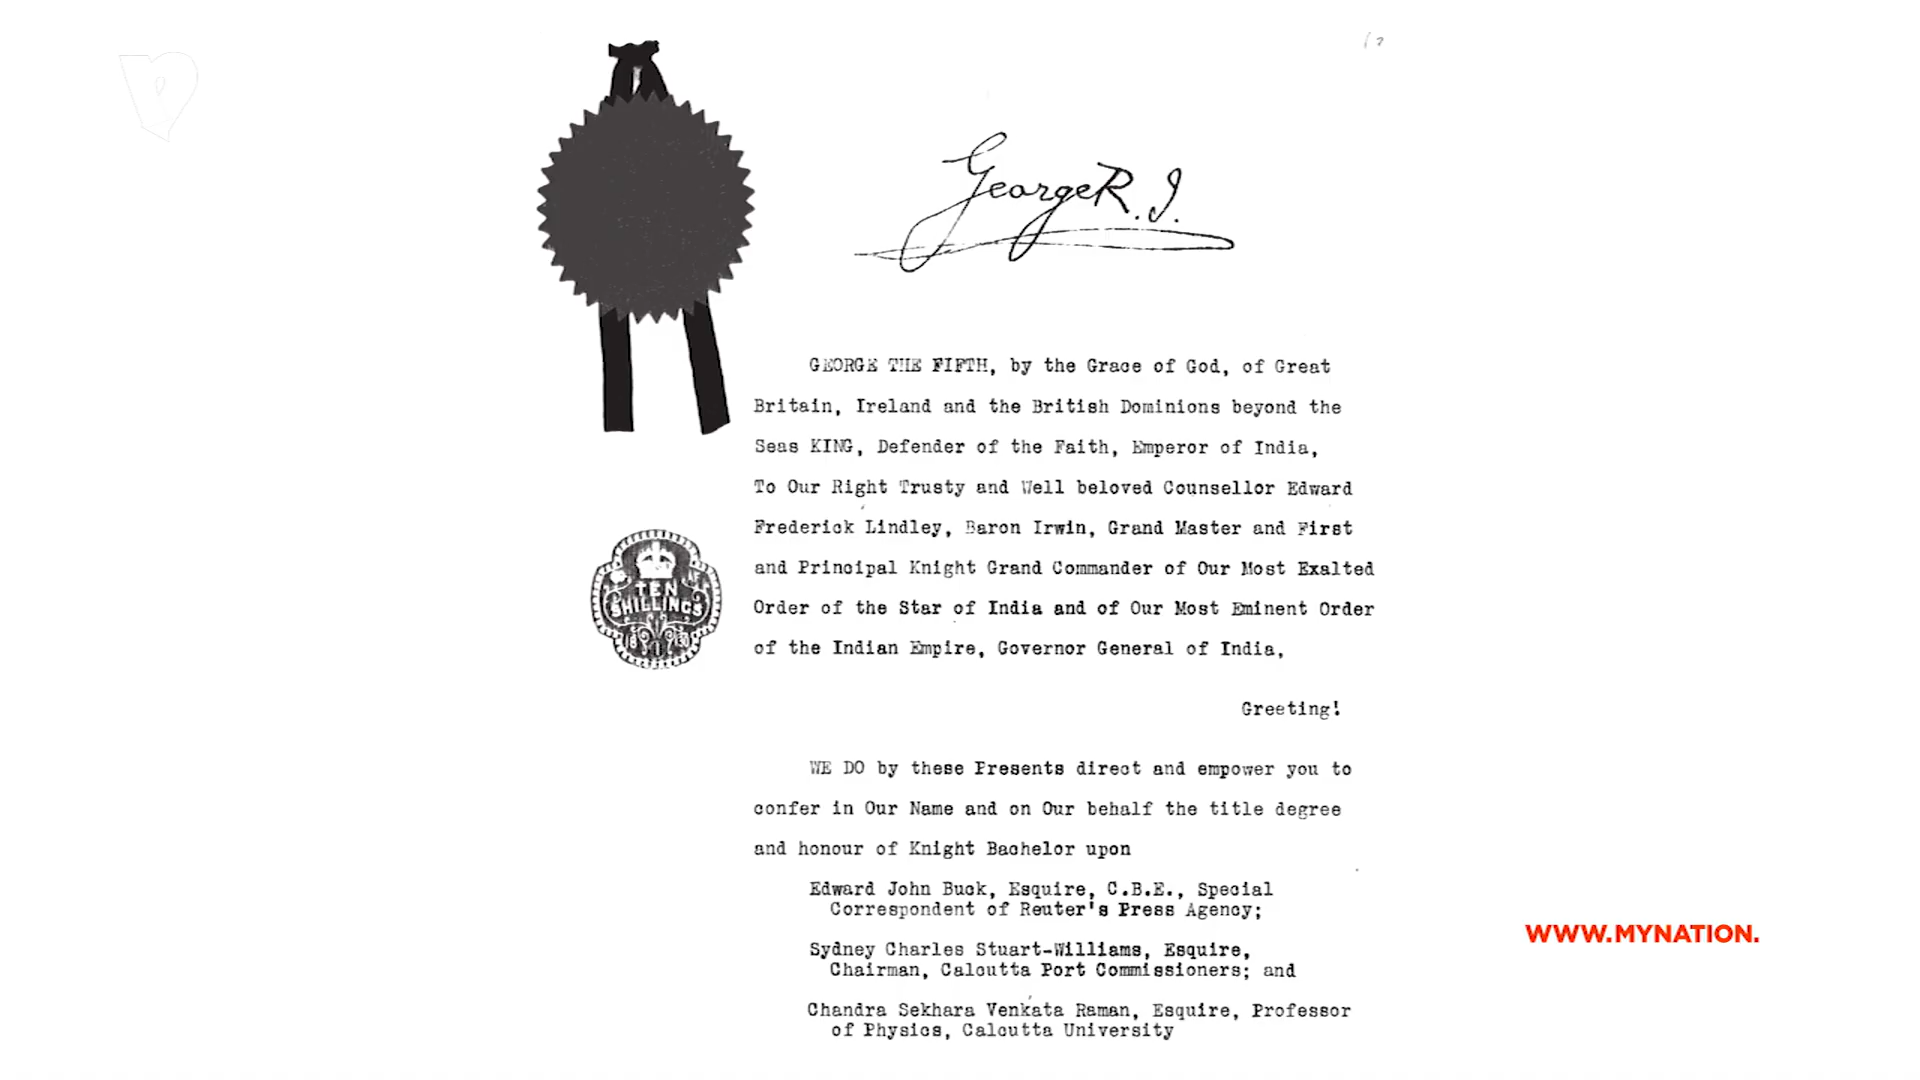 George R. I.
GEORGE THE FIFTH, by the Grace of God, of Great
Britain, Ireland and the British Dominions beyond the
Seas KING, Defender of the Faith, Emperor of India,
To Our Right Trusty and Well beloved Counsellor Edward
Frederick Lindley, Baron Irwin, Grand Master and First
and Principal Knight Grand Commander of Our Most Exalted
Order of the Star of India and of Our Most Eminent Order
of the Indian Empire, Governor General of India,
TEN
SHILLINGS
Greeting!
WE DO by these Presents direct and empower you to
confer in Our Name and on Our behalf the title degree
and honour of Knight Bachelor upon
Edward John Buck, Esquire, C.B.E., Special
Correspondent of Reuter's Press Agency;
Sydney Charles Stuart-Williams, Esquire,
Chairman, Calcutta Port Commissioners; and
Chandra Sekhara Venkata Raman, Esquire, Professor
of Physics, Calcutta University
WWW.MYNATION.